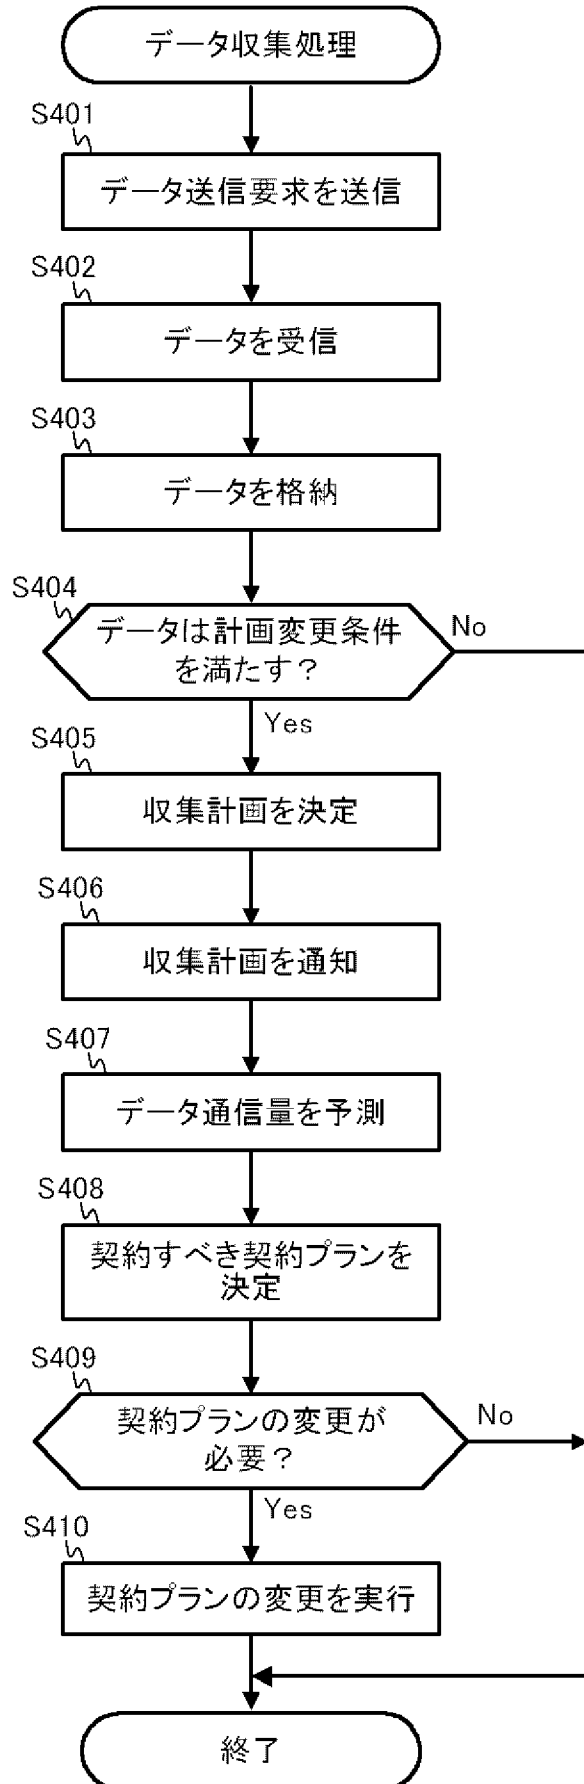 データ収集処理
S401
データ送信要求を送信
S402
データを受信
S403
データを格納
S404
データは計画変更条件
を満たす？
No
Yes
S405
収集計画を決定
S406
収集計画を通知
S407
データ通信量を予測
S408
契約すべき契約プランを
決定
S409
契約プランの変更が
必要？
No
Yes
S410
契約プランの変更を実行
終了